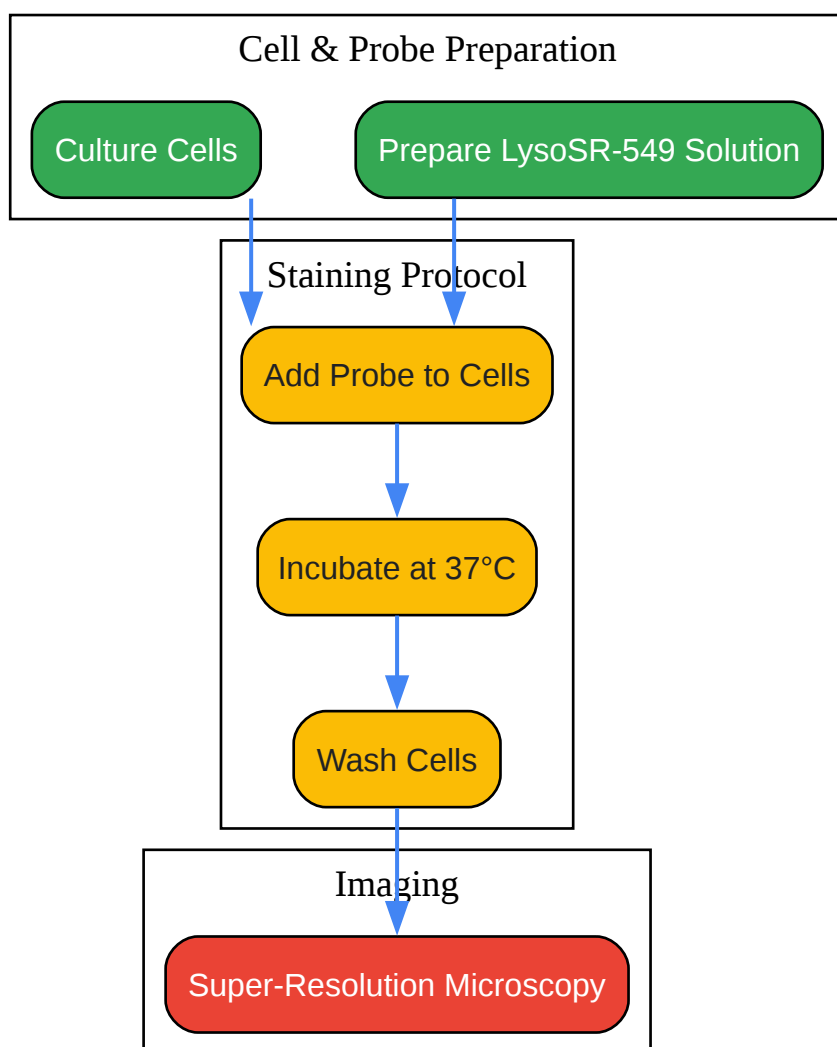 Cell & Probe Preparation
Culture Cells
Prepare LysoSR-549 Solution
Staining Protocol
Add Probe to Cells
Incubate at 37°C
Wash Cells
Imaging
Super-Resolution Microscopy